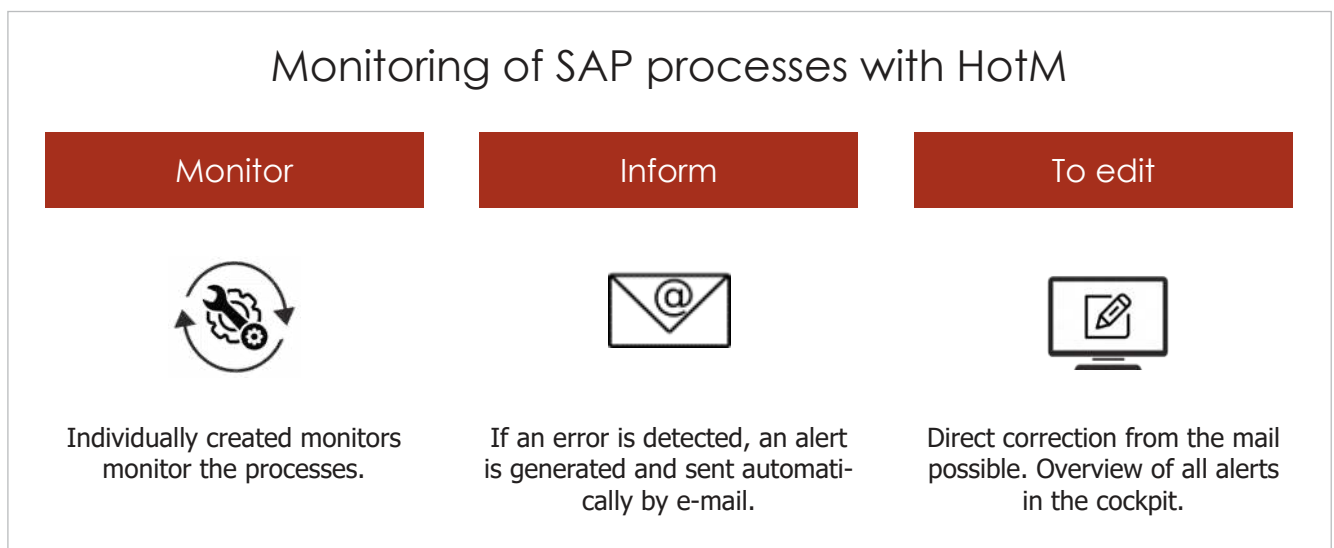 Monitoring of SAP processes with HotM
Monitor
Inform
To edit
@
Individually created monitors
monitor the processes.
If an error is detected, an alert
is generated and sent automati-
cally by e-mail.
Direct correction from the mail
possible. Overview of all alerts
in the cockpit.